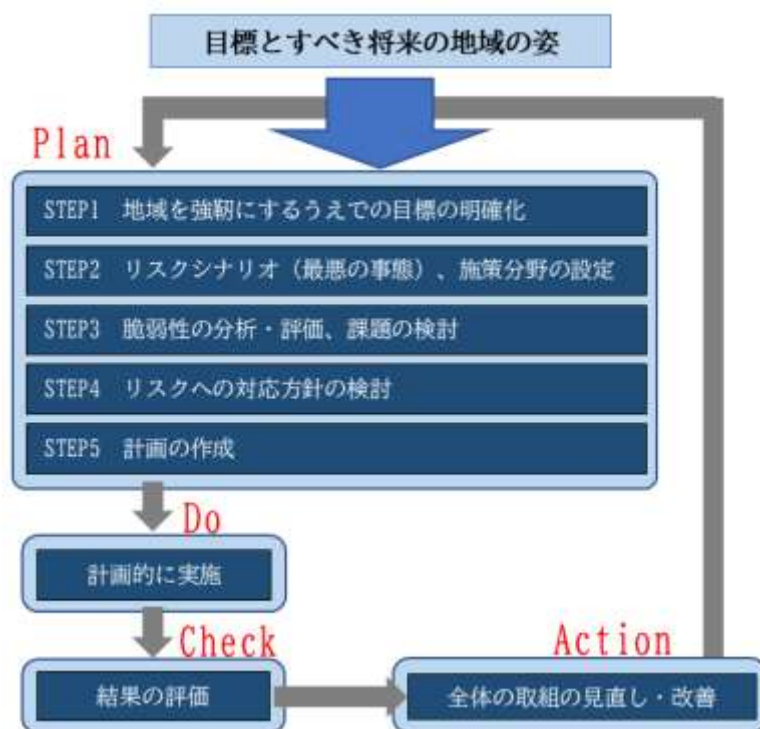 目標とすべき将来の地域の姿
Plan
STEP1 地域を強靭にするうえでの目標の明確化
STEP2 リスクシナリオ（最悪の事態）、施策分野の設定
STEP3 脆弱性の分析・評価、課題の検討
STEP4 リスクへの対応方針の検討
STEP5 計画の作成
Do
計画的に実施
Check
結果の評価
Action
全体の取組の見直し・改善